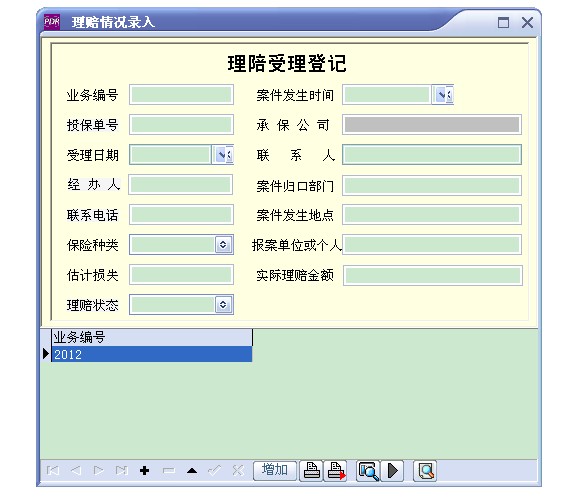 PDR 理赔情况录入
理陪受理登记
业务编号 案件发生时间
投保单号 承 保 公 司
受理日期 联 系 人
经 办 人 案件归口部门
联系电话 案件发生地点
保险种类 报案单位或个人
估计损失 实际理赔金额
理赔状态
业务编号
2012
增加